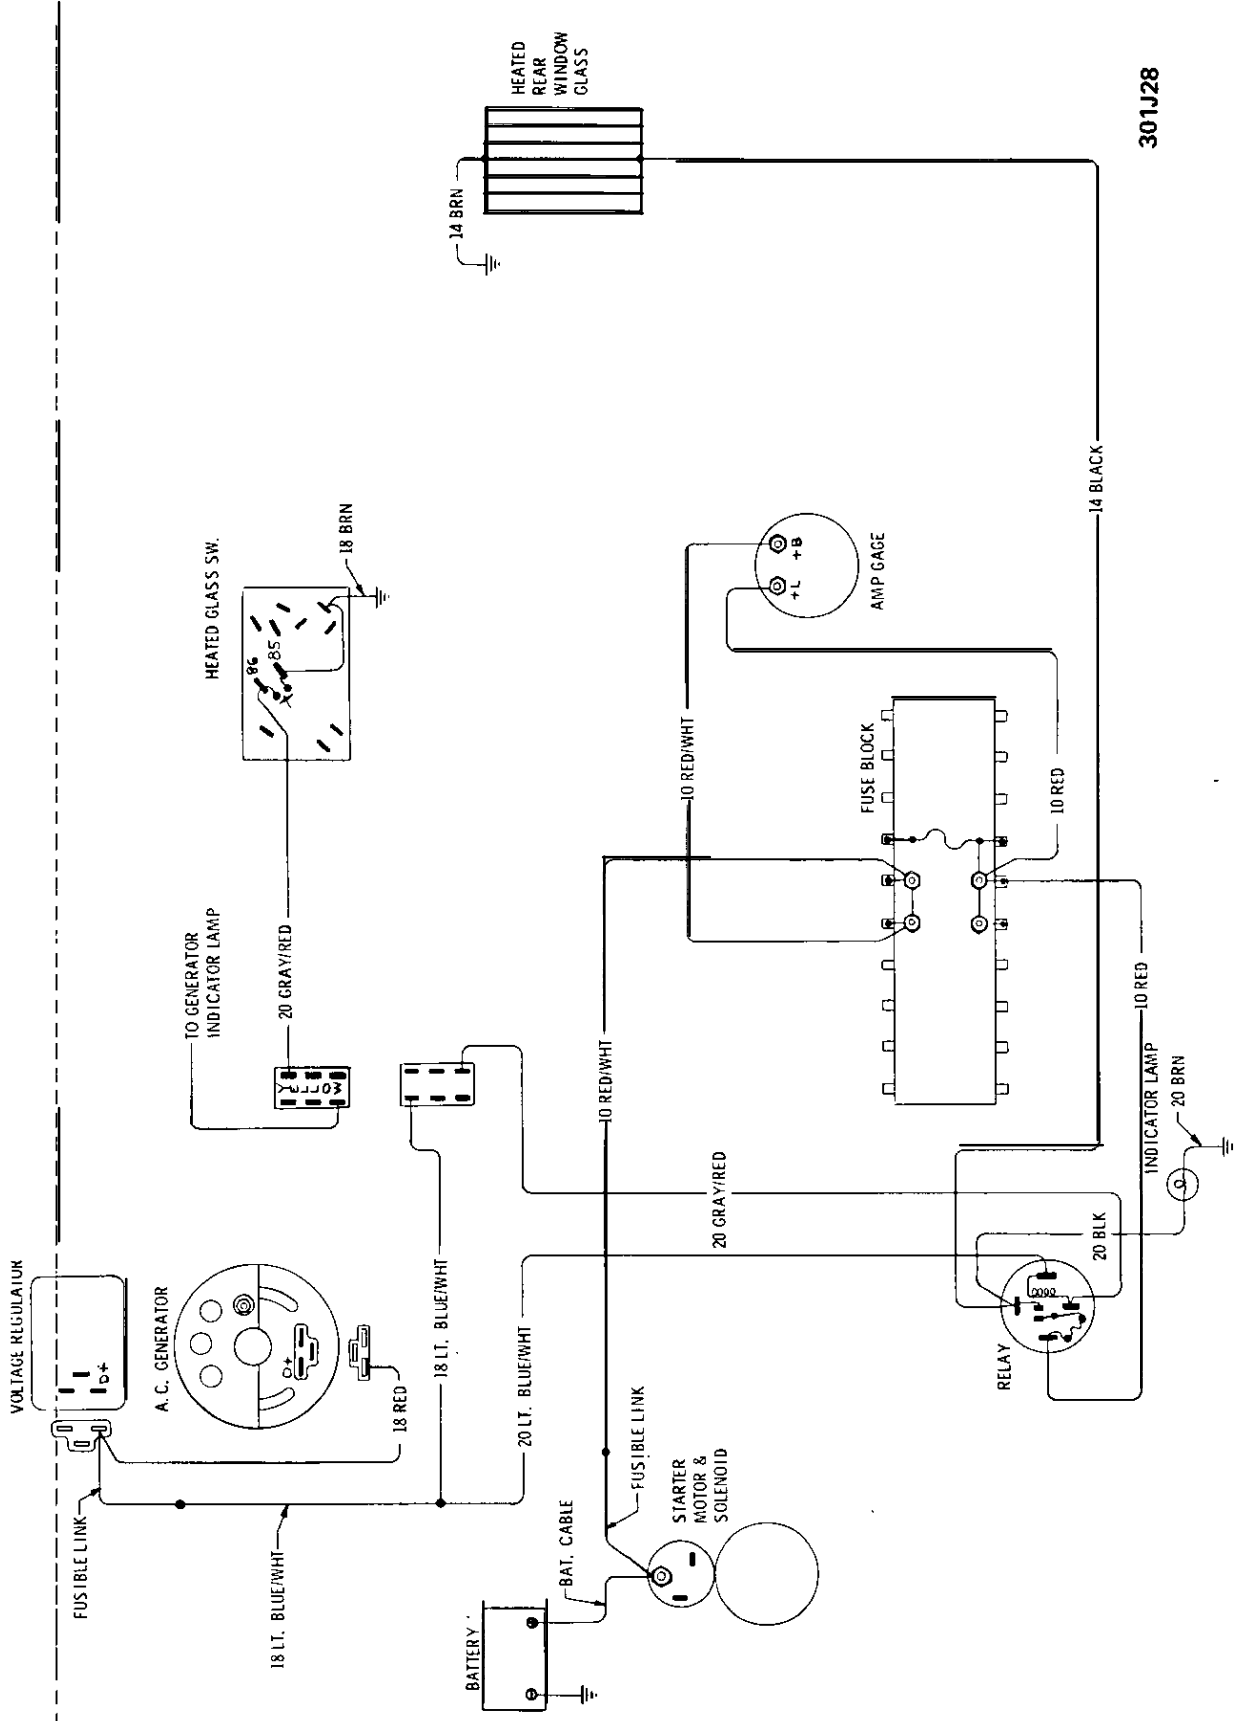 VOLTAGE REGULATOR
D+
FUSIBLE LINK
18 LT. BLUE/WHT
A.C. GENERATOR
D+
18 RED
18 LT. BLUE/WHT
20 LT. BLUE/WHT
TO GENERATOR
INDICATOR LAMP
YELLOW
20 GRAY/RED
HEATED GLASS SW.
86
85
X
18 BRN
HEATED
REAR
WINDOW
GLASS
14 BRN
BATTERY
BAT. CABLE
FUSIBLE LINK
STARTER
MOTOR &
SOLENOID
10 RED/WHT
20 GRAY/RED
10 RED/WHT
+B
+L
AMP GAGE
FUSE BLOCK
10 RED
14 BLACK
RELAY
20 BLK
10 RED
INDICATOR LAMP
20 BRN
301J28